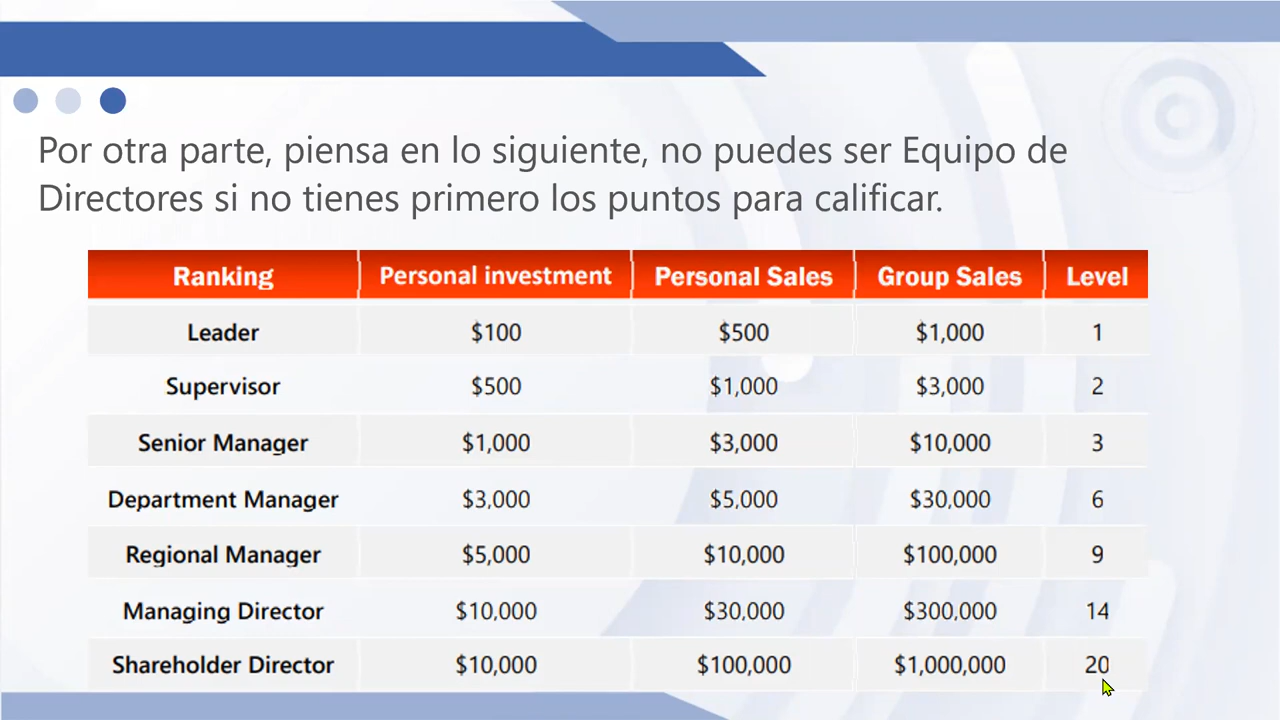 Por otra parte, piensa en lo siguiente, no puedes ser Equipo de
Directores si no tienes primero los puntos para calificar.
Ranking Personal investment Personal Sales Group Sales Level
Leader $100 $500 $1,000 1
Supervisor $500 $1,000 $3,000 2
Senior Manager $1,000 $3,000 $10,000 3
Department Manager $3,000 $5,000 $30,000 6
Regional Manager $5,000 $10,000 $100,000 9
Managing Director $10,000 $30,000 $300,000 14
Shareholder Director $10,000 $100,000 $1,000,000 20